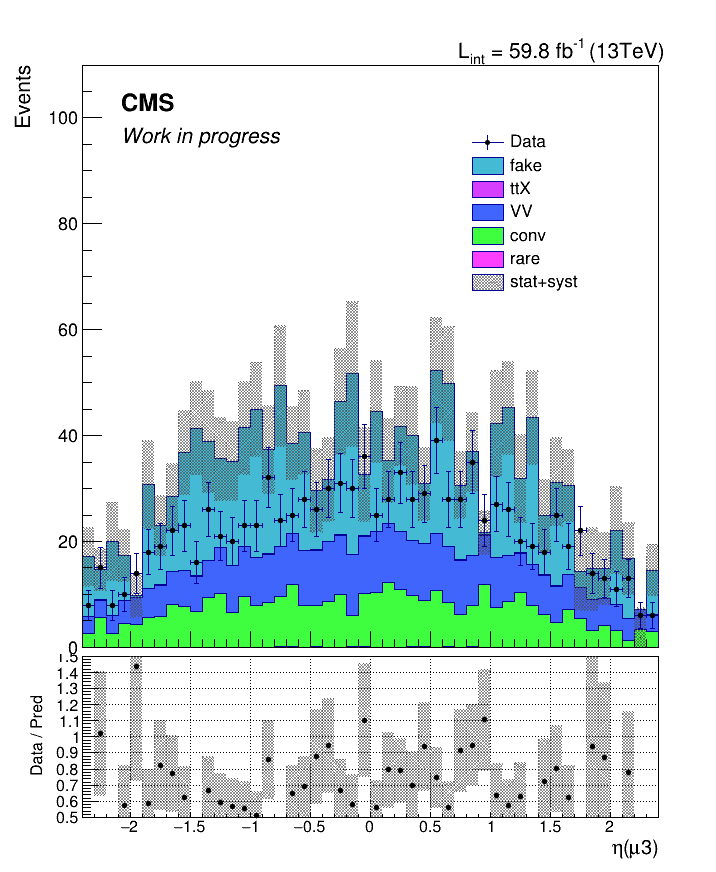 L_int = 59.8 fb^-1 (13TeV)
Events
CMS
Work in progress
Data
fake
ttX
VV
conv
rare
stat+syst
100
80
60
40
20
0
Data / Pred
1.5
1.4
1.3
1.2
1.1
1
0.9
0.8
0.7
0.6
0.5
−2 −1.5 −1 −0.5 0 0.5 1 1.5 2
η(μ3)